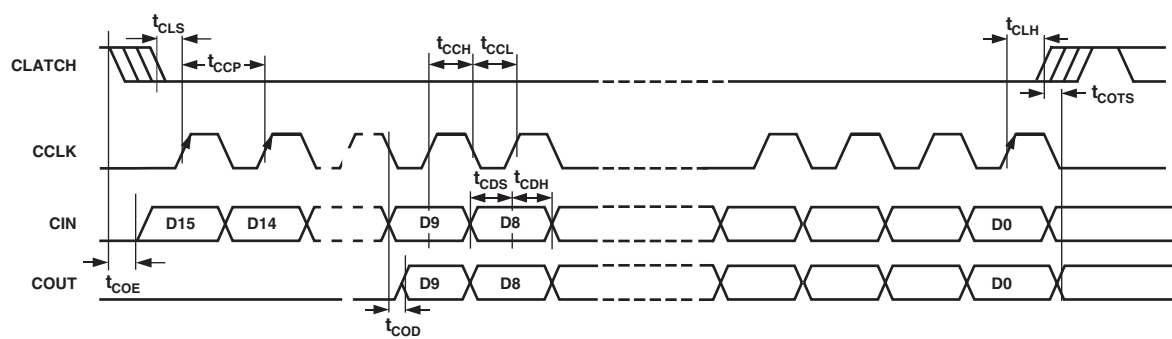 tCLS
tCCH tCCL
tCLH
tCCP
CLATCH
tCOTS
CCLK
tCDS tCDH
CIN
D15 D14 D9 D8 D0
tCOE
COUT
D9 D8 D0
tCOD